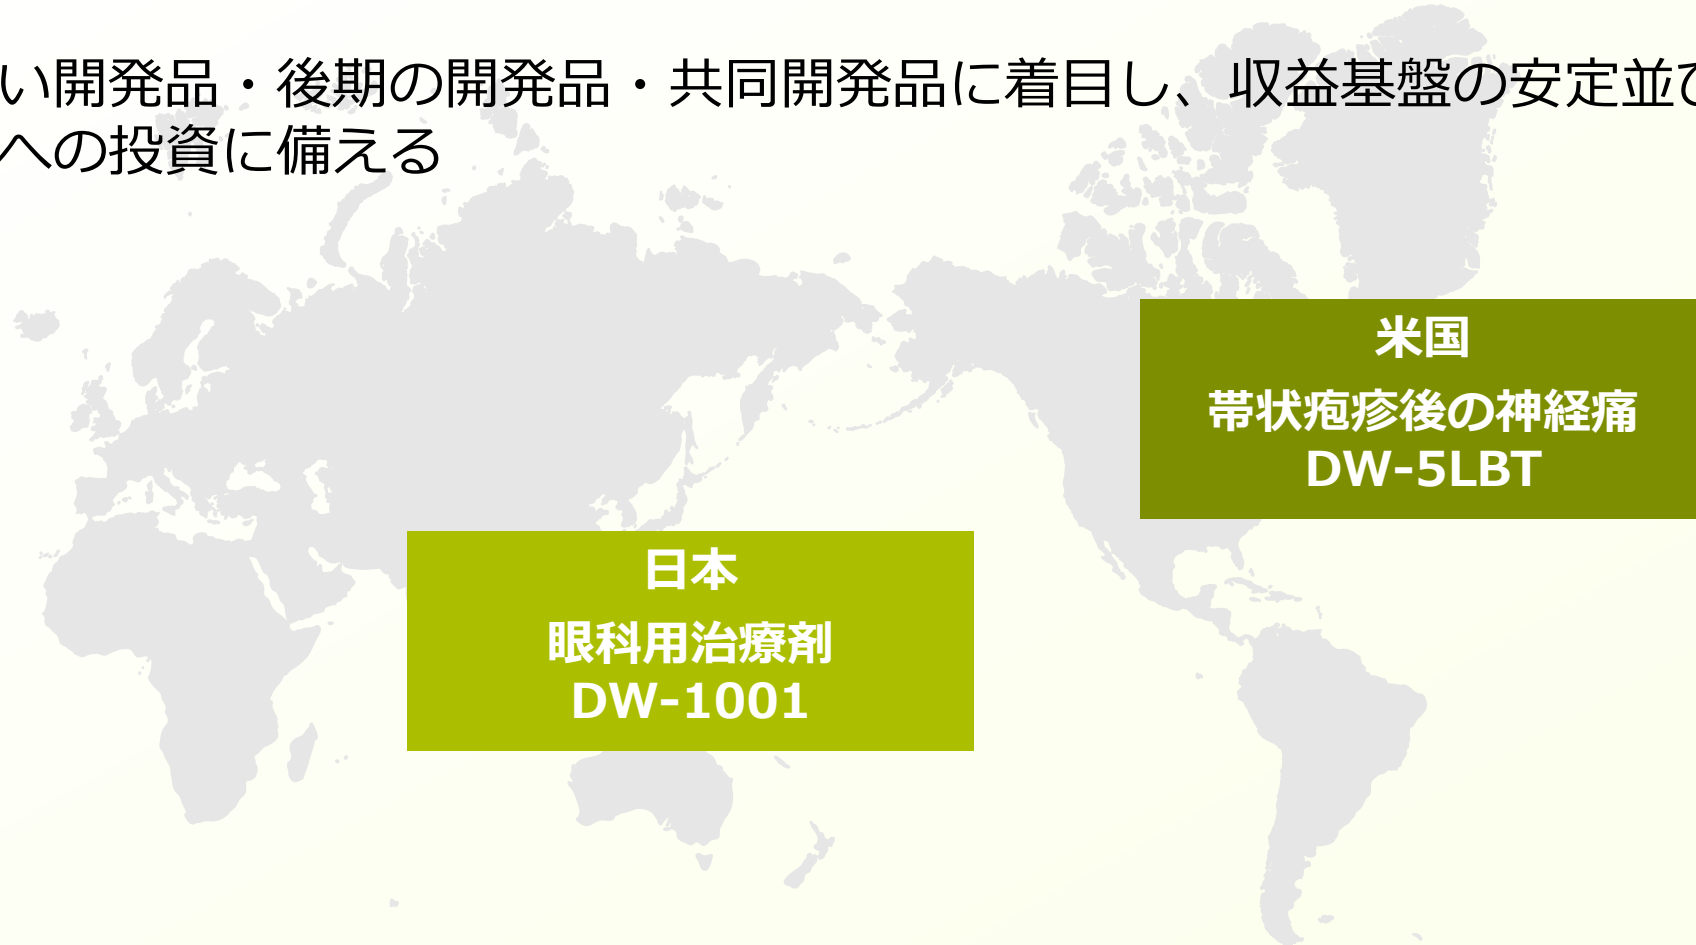 い開発品・後期の開発品・共同開発品に着目し、収益基盤の安定並び
への投資に備える
米国
帯状疱疹後の神経痛
DW-5LBT
日本
眼科用治療剤
DW-1001